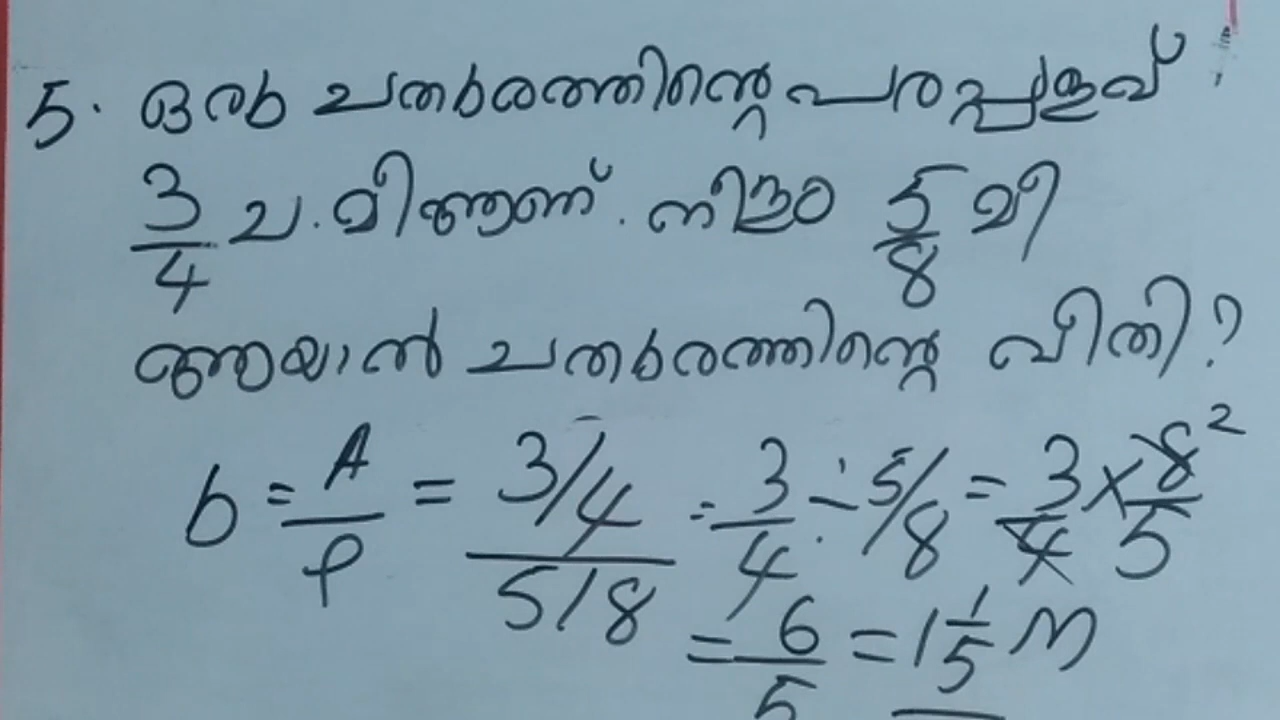 5. ഒരു ചതുരത്തിന്റെ പരപ്പളവ്
3/4 ച.മീആണ്. നീളം 5/8 മീ
ആയാൽ ചതുരത്തിന്റെ വീതി?
b = A/l = 3/4 / 5/8 = 3/4 ÷ 5/8 = 3/4 × 8²/5
= 6/5 = 1 1/5 m